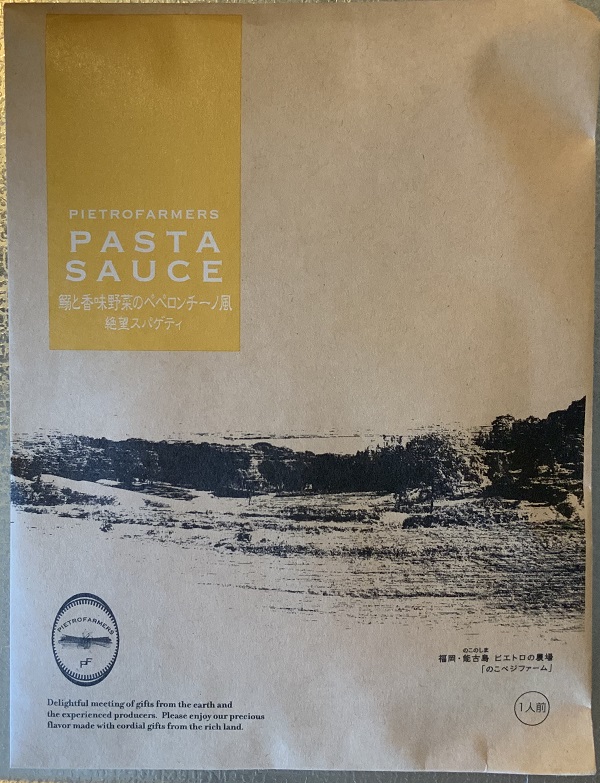 PIETROFARMERS
PASTA
SAUCE
鰯と香味野菜のペペロンチーノ風
絶望スパゲティ
PIETROFARMERS
PF
のこのしま
福岡・能古島 ピエトロの農場
「のこベジファーム」
Delightful meeting of gifts from the earth and
the experienced producers. Please enjoy our precious
flavor made with cordial gifts from the rich land.
1人前